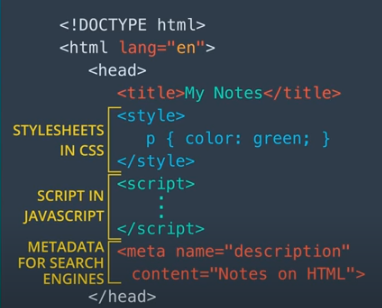 <!DOCTYPE html>
<html lang="en">
<head>
<title>My Notes</title>
<style>
STYLESHEETS
IN CSS
p { color: green; }
</style>
<script>
SCRIPT IN
JAVASCRIPT
⋮
</script>
METADATA
FOR SEARCH
ENGINES
<meta name="description"
content="Notes on HTML">
</head>